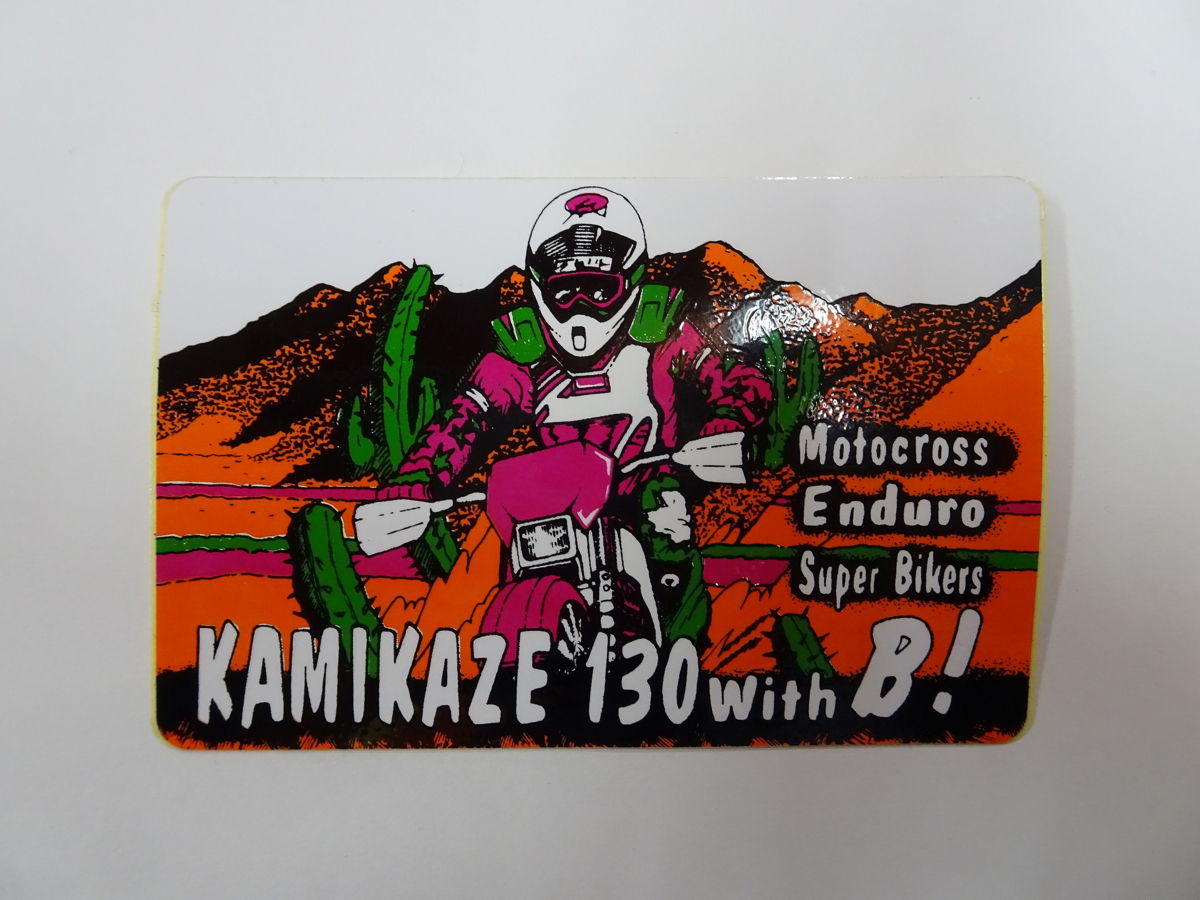 Motocross
Enduro
Super Bikers
KAMIKAZE 130 with B!